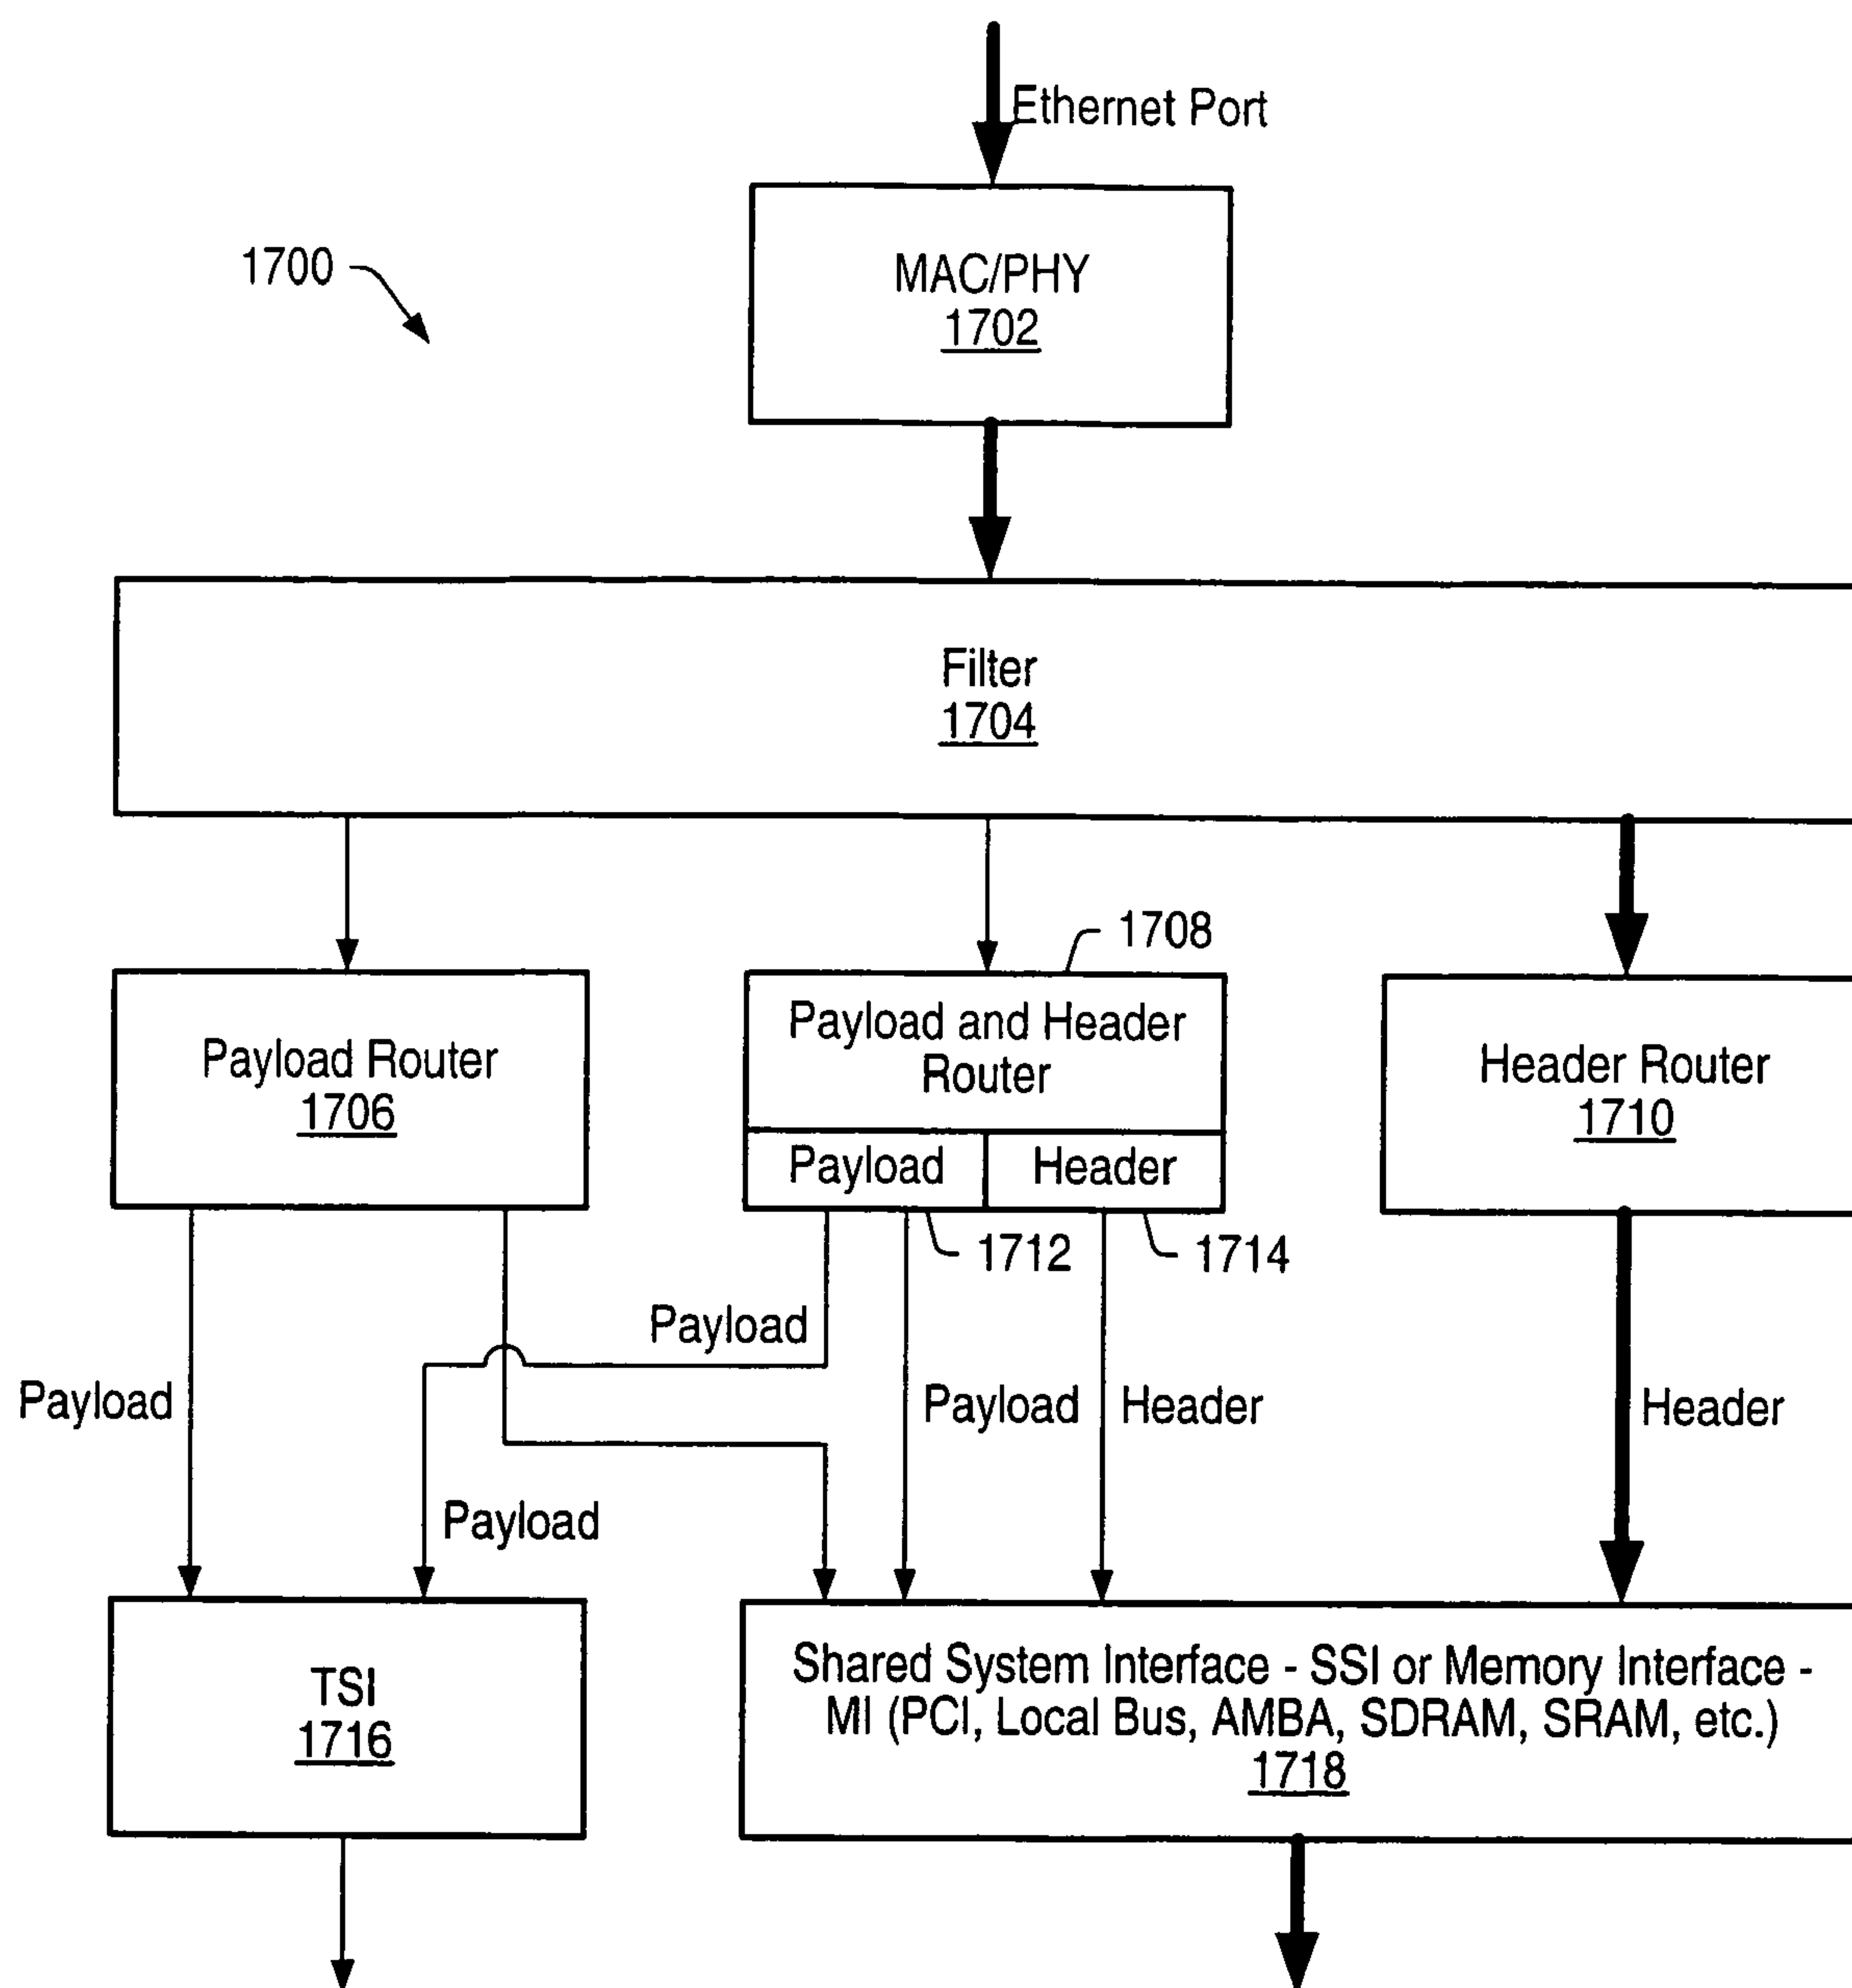 Ethernet Port
1700
MAC/PHY
1702
Filter
1704
1708
Payload Router
1706
Payload and Header
Router
Payload
Header
Header Router
1710
1712
1714
Payload
Payload
Payload
Header
Header
Payload
TSI
1716
Shared System Interface - SSI or Memory Interface -
MI (PCI, Local Bus, AMBA, SDRAM, SRAM, etc.)
1718